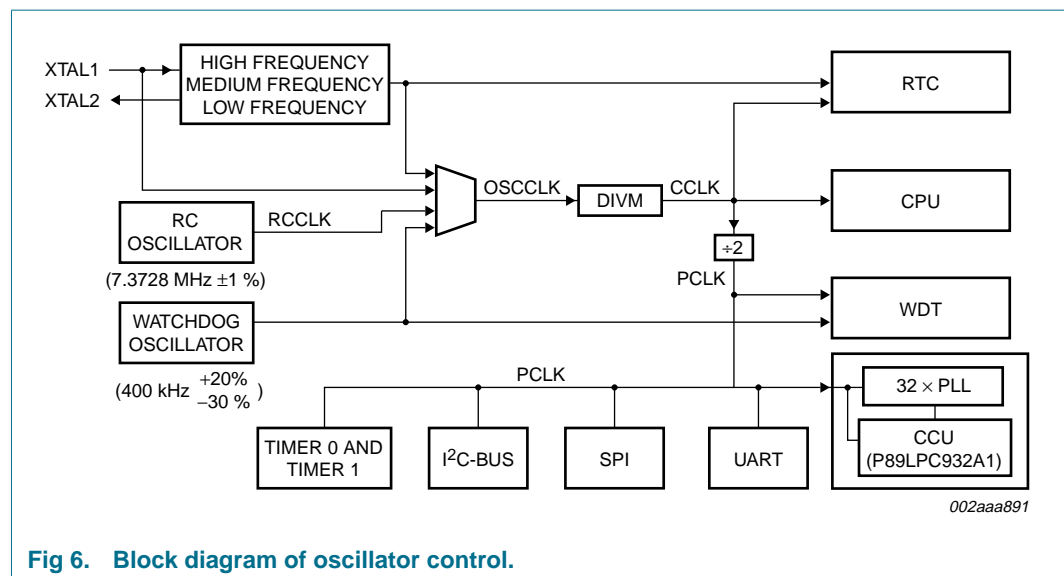 XTAL1
XTAL2
HIGH FREQUENCY
MEDIUM FREQUENCY
LOW FREQUENCY
RTC
OSCCLK
DIVM
CCLK
CPU
RC
OSCILLATOR
RCCLK
(7.3728 MHz ±1 %)
÷2
PCLK
WATCHDOG
OSCILLATOR
WDT
(400 kHz +20% −30 % )
PCLK
32 × PLL
TIMER 0 AND
TIMER 1
I²C-BUS
SPI
UART
CCU
(P89LPC932A1)
002aaa891
Fig 6. Block diagram of oscillator control.